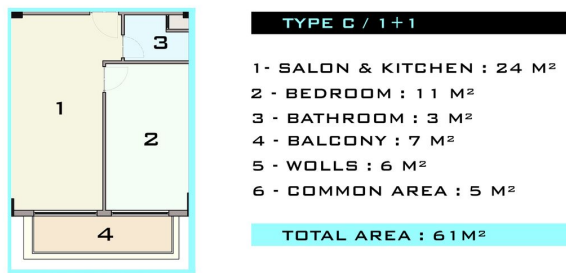 TYPE C / 1+1
1- SALON & KITCHEN : 24 M²
2 - BEDROOM : 11 M²
3 - BATHROOM : 3 M²
4 - BALCONY : 7 M²
5 - WOLLS : 6 M²
6 - COMMON AREA : 5 M²
TOTAL AREA : 61M²
3
1
2
4